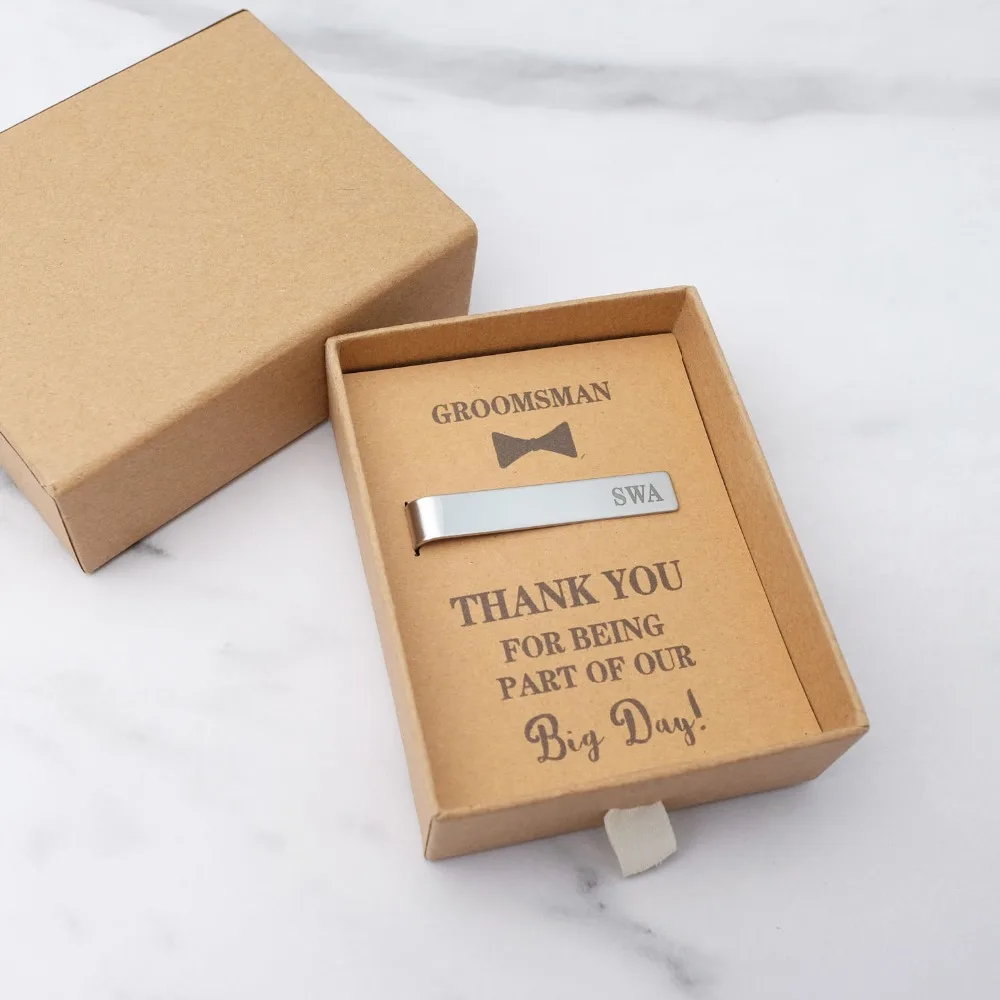 GROOMSMAN
SWA
THANK YOU
FOR BEING
PART OF OUR
Big Day!